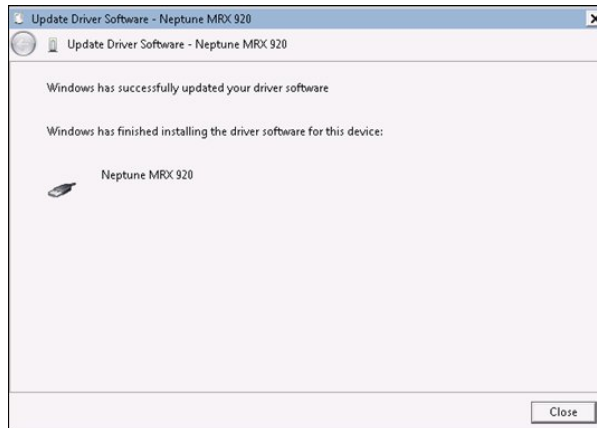 Update Driver Software - Neptune MRX 920
Update Driver Software - Neptune MRX 920
Windows has successfully updated your driver software
Windows has finished installing the driver software for this device:
Neptune MRX 920
Close